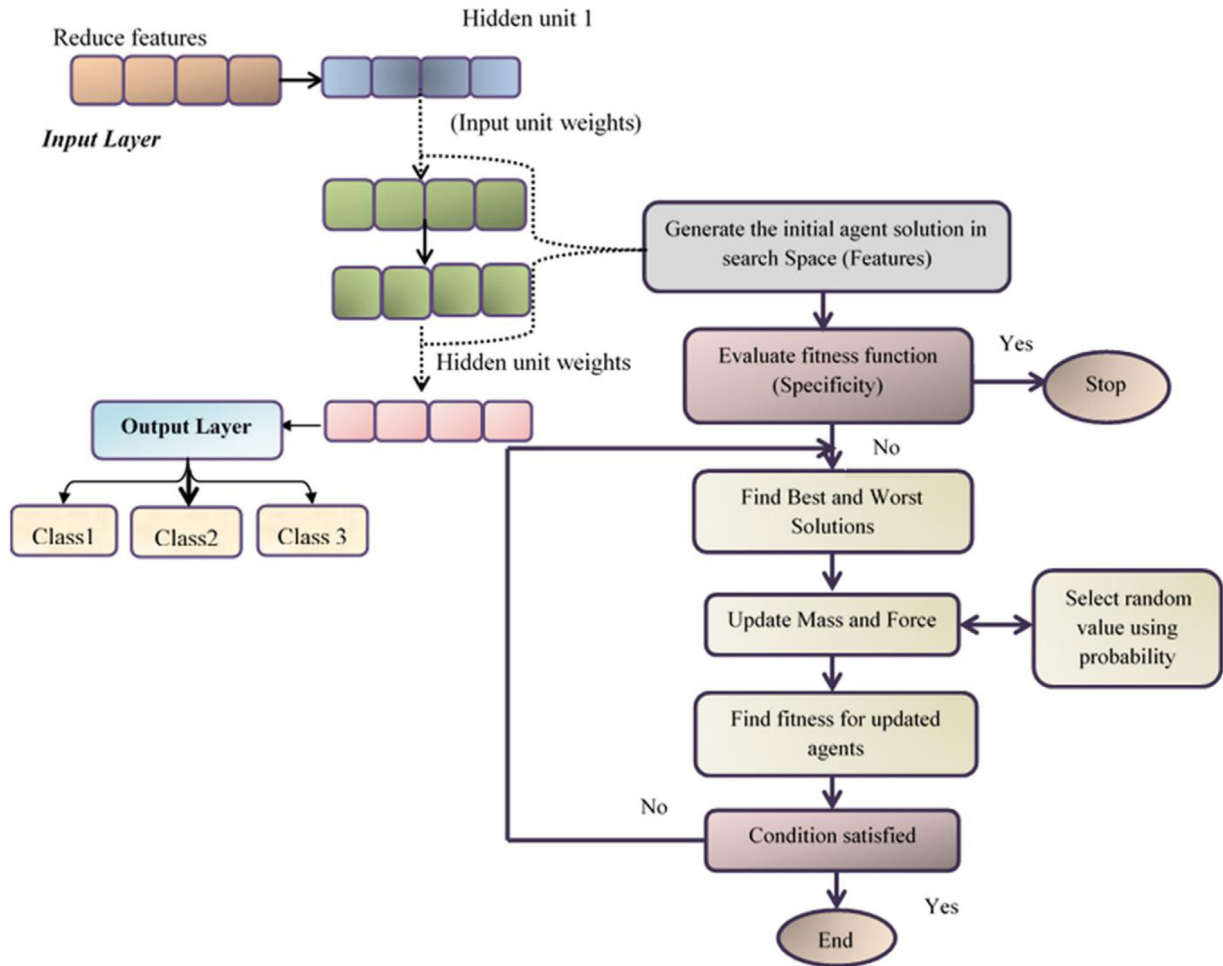 Hidden unit 1
Reduce features
Input Layer
(Input unit weights)
Generate the initial agent solution in
search Space (Features)
Evaluate fitness function
(Specificity)
Yes
Stop
Hidden unit weights
Output Layer
No
Class1
Class2
Class 3
Find Best and Worst
Solutions
Update Mass and Force
Select random
value using
probability
Find fitness for updated
agents
No
Condition satisfied
Yes
End